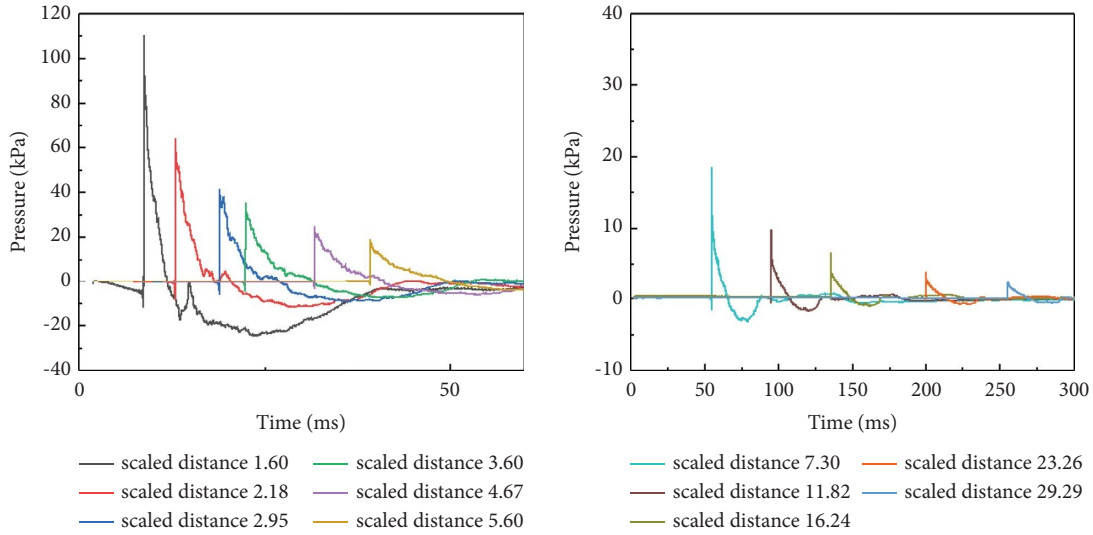 120
100
80
60
40
20
0
-20
-40
Pressure (kPa)
0
50
Time (ms)
scaled distance 1.60
scaled distance 2.18
scaled distance 2.95
scaled distance 3.60
scaled distance 4.67
scaled distance 5.60
40
30
20
10
0
-10
Pressure (kPa)
0
50
100
150
200
250
300
Time (ms)
scaled distance 7.30
scaled distance 11.82
scaled distance 16.24
scaled distance 23.26
scaled distance 29.29